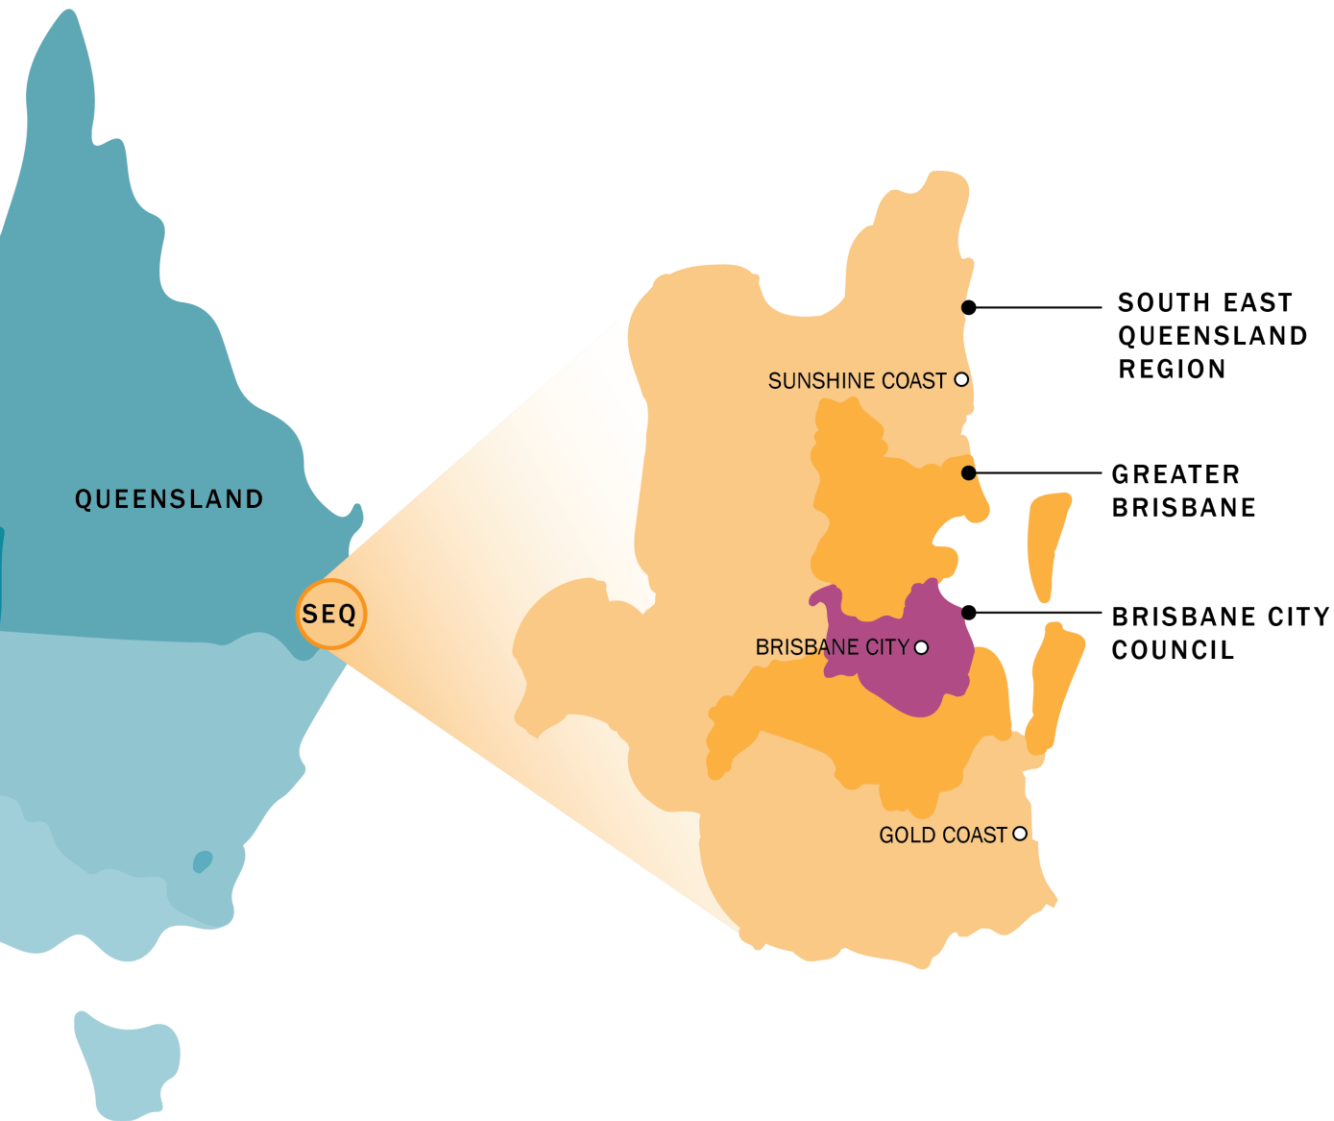 SOUTH EAST
QUEENSLAND
REGION
SUNSHINE COAST
GREATER
BRISBANE
QUEENSLAND
SEQ
BRISBANE CITY
COUNCIL
BRISBANE CITY
GOLD COAST